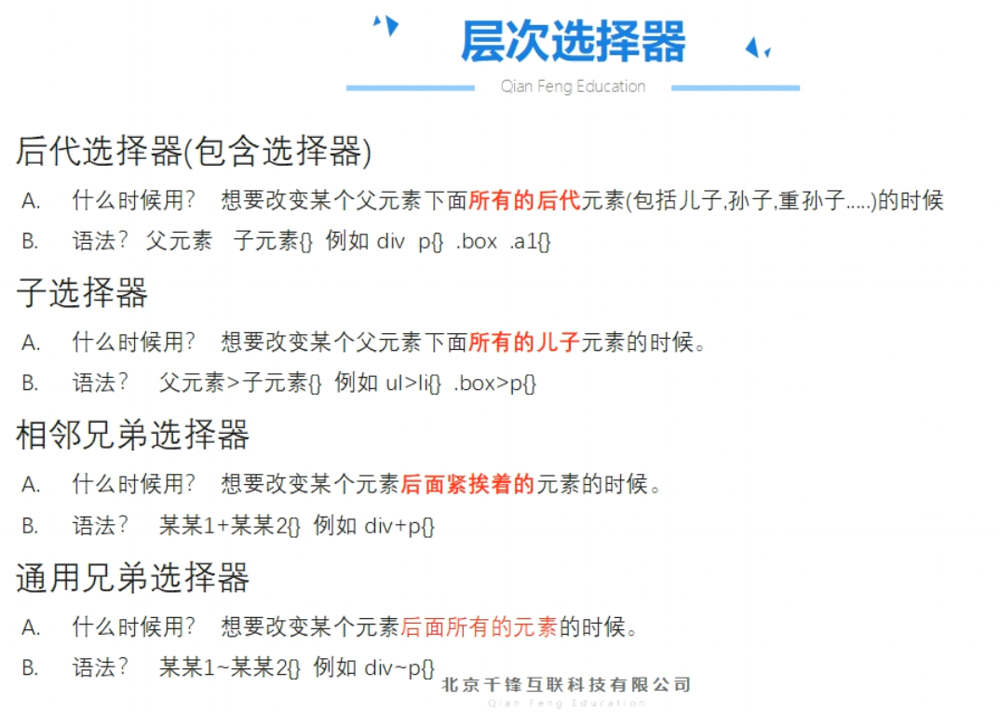 层次选择器
Qian Feng Education
后代选择器(包含选择器)
A. 什么时候用? 想要改变某个父元素下面所有的后代元素(包括儿子,孙子,重孙子.....)的时候
B. 语法? 父元素 子元素{} 例如 div p{} .box .a1{}
子选择器
A. 什么时候用? 想要改变某个父元素下面所有的儿子元素的时候。
B. 语法? 父元素>子元素{} 例如 ul>li{} .box>p{}
相邻兄弟选择器
A. 什么时候用? 想要改变某个元素后面紧挨着的元素的时候。
B. 语法? 某某1+某某2{} 例如 div+p{}
通用兄弟选择器
A. 什么时候用? 想要改变某个元素后面所有的元素的时候。
B. 语法? 某某1~某某2{} 例如 div~p{}
北京千锋互联科技有限公司
Qian Feng Education